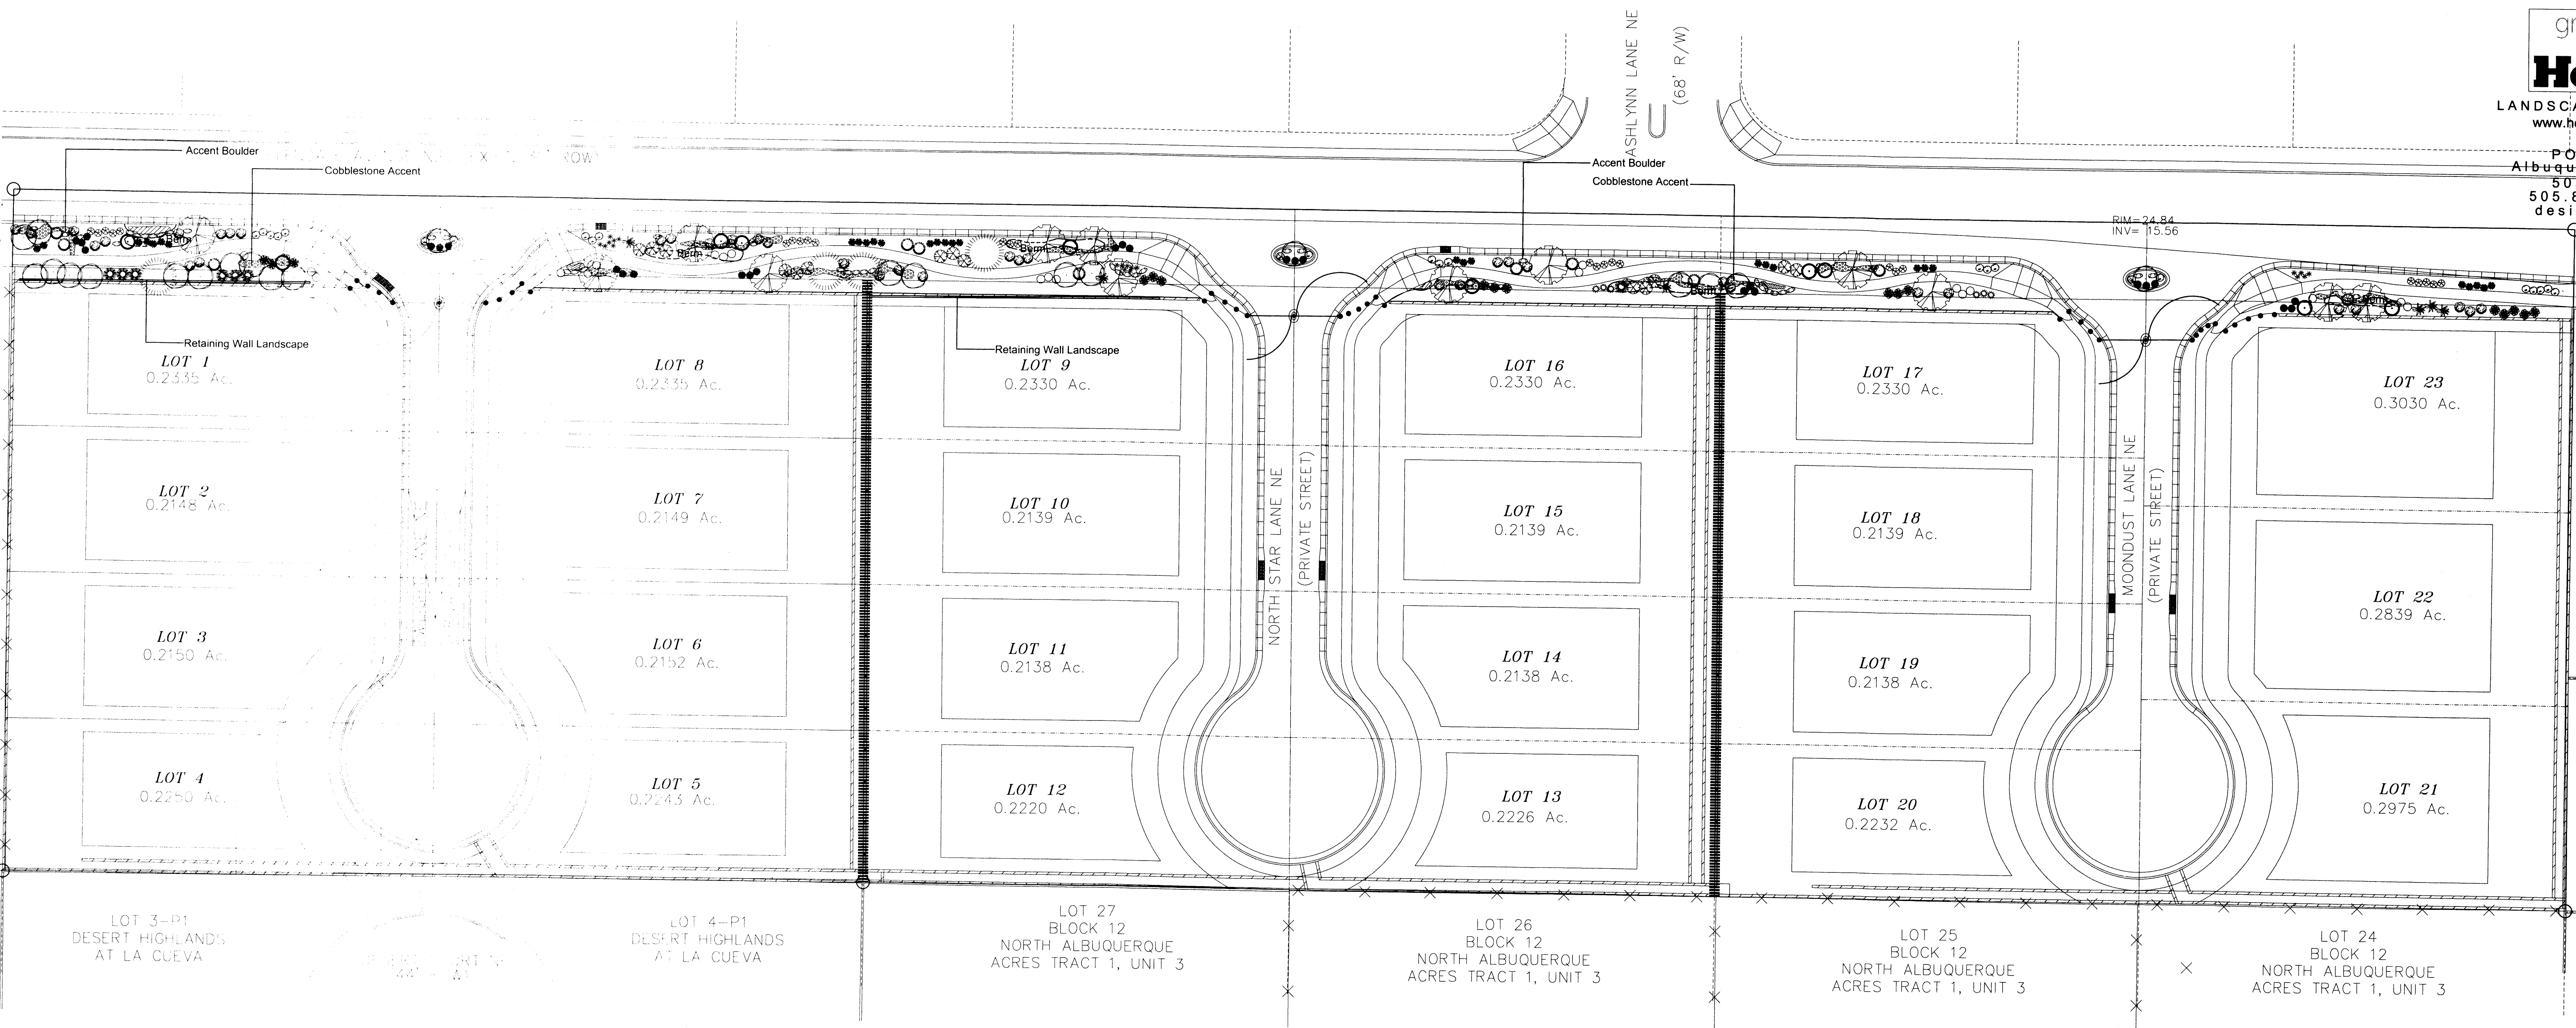 ASHLYNN LANE NE
(68' R/W)
LANDSCA
www.h
PO
Albuqu
50
505.8
desi
Accent Boulder
Cobblestone Accent
Accent Boulder
Cobblestone Accent
RIM=24.84
INV= 15.56
Berm
Berm
Berm
Berm
Retaining Wall Landscape
Retaining Wall Landscape
LOT 1
0.2335 Ac.
LOT 8
0.2335 Ac.
LOT 9
0.2330 Ac.
LOT 16
0.2330 Ac.
LOT 17
0.2330 Ac.
LOT 23
0.3030 Ac.
LOT 2
0.2148 Ac.
LOT 7
0.2149 Ac.
LOT 10
0.2139 Ac.
NORTH STAR LANE NE
(PRIVATE STREET)
LOT 15
0.2139 Ac.
LOT 18
0.2139 Ac.
MOONDUST LANE NE
(PRIVATE STREET)
LOT 22
0.2839 Ac.
LOT 3
0.2150 Ac.
LOT 6
0.2152 Ac.
LOT 11
0.2138 Ac.
LOT 14
0.2138 Ac.
LOT 19
0.2138 Ac.
LOT 4
0.2250 Ac.
LOT 5
0.2243 Ac.
LOT 12
0.2220 Ac.
LOT 13
0.2226 Ac.
LOT 20
0.2232 Ac.
LOT 21
0.2975 Ac.
LOT 3-P1
DESERT HIGHLANDS
AT LA CUEVA
LOT 4-P1
DESERT HIGHLANDS
AT LA CUEVA
LOT 27
BLOCK 12
NORTH ALBUQUERQUE
ACRES TRACT 1, UNIT 3
LOT 26
BLOCK 12
NORTH ALBUQUERQUE
ACRES TRACT 1, UNIT 3
LOT 25
BLOCK 12
NORTH ALBUQUERQUE
ACRES TRACT 1, UNIT 3
LOT 24
BLOCK 12
NORTH ALBUQUERQUE
ACRES TRACT 1, UNIT 3